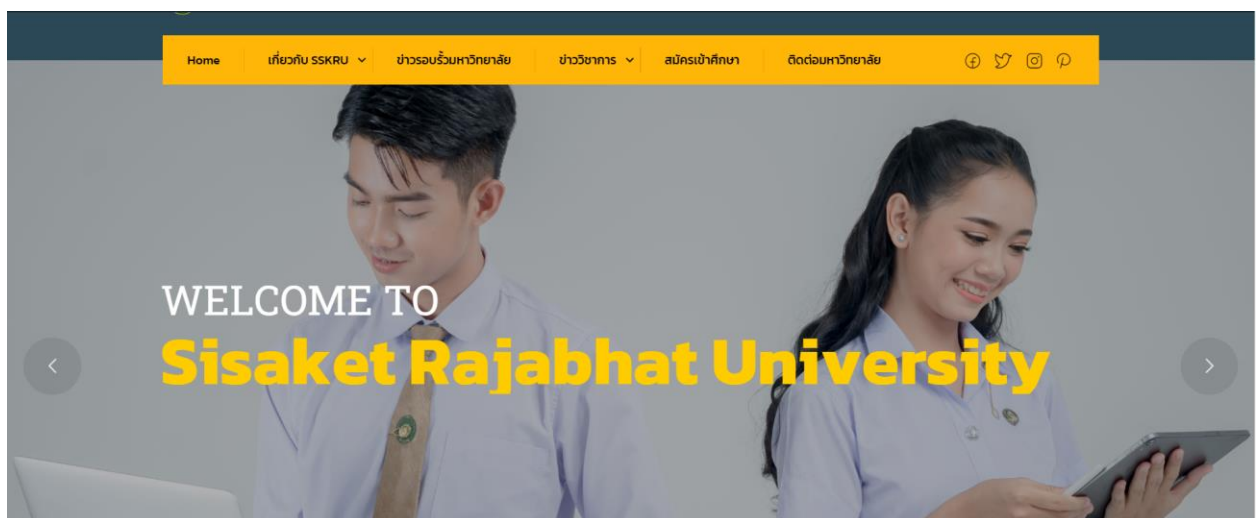 Home เกี่ยวกับ SSKRU ข่าวรอบรั้วมหาวิทยาลัย ข่าววิชาการ สมัครเข้าศึกษา ติดต่อมหาวิทยาลัย
WELCOME TO
Sisaket Rajabhat University